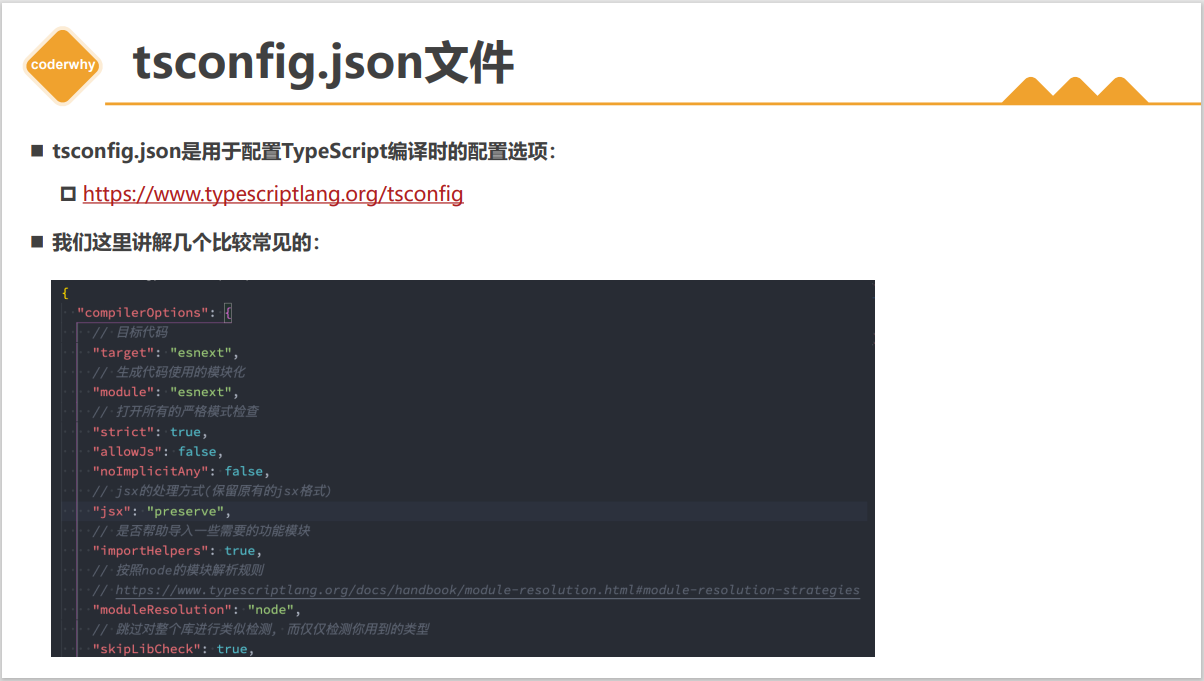 coderwhy
tsconfig.json文件
tsconfig.json是用于配置TypeScript编译时的配置选项：
https://www.typescriptlang.org/tsconfig
我们这里讲解几个比较常见的：
{
"compilerOptions": {
// 目标代码
"target": "esnext",
// 生成代码使用的模块化
"module": "esnext",
// 打开所有的严格模式检查
"strict": true,
"allowJs": false,
"noImplicitAny": false,
// jsx的处理方式(保留原有的jsx格式)
"jsx": "preserve",
// 是否帮助导入一些需要的功能模块
"importHelpers": true,
// 按照node的模块解析规则
// https://www.typescriptlang.org/docs/handbook/module-resolution.html#module-resolution-strategies
"moduleResolution": "node",
// 跳过对整个库进行类似检测, 而仅仅检测你用到的类型
"skipLibCheck": true,